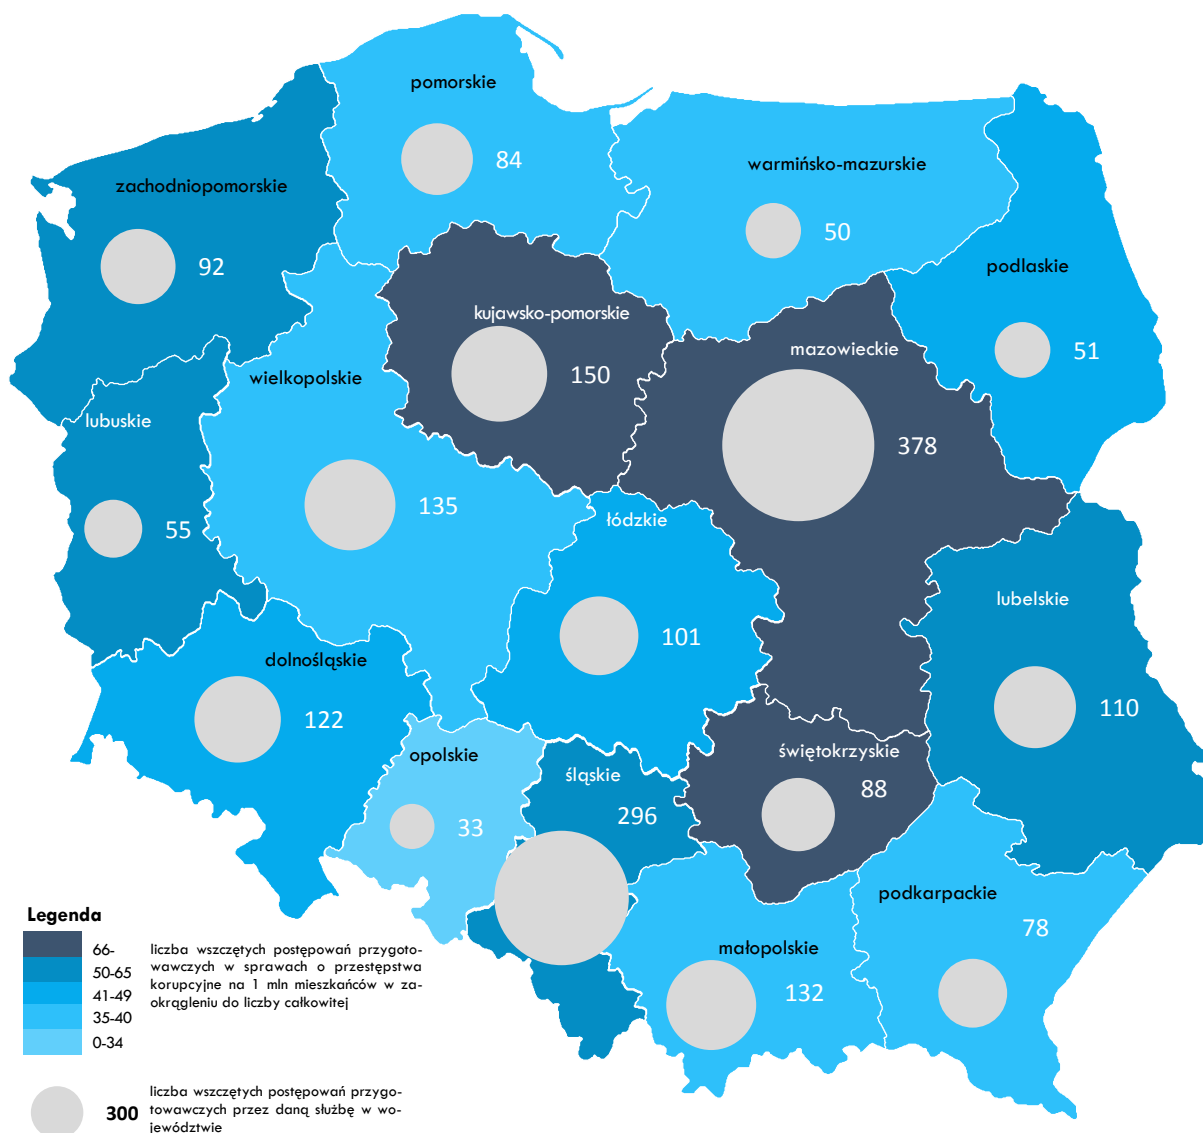 pomorskie
84
warmińsko-mazurskie
50
zachodniopomorskie
92
podlaskie
51
kujawsko-pomorskie
150
mazowieckie
378
wielkopolskie
135
lubuskie
55
łódzkie
101
lubelskie
110
dolnośląskie
122
opolskie
33
śląskie
296
świętokrzyskie
88
podkarpackie
78
małopolskie
132
Legenda
66-
50-65
41-49
35-40
0-34
liczba wszczętych postępowań przygoto-
wawczych w sprawach o przestępstwa
korupcyjne na 1 mln mieszkańców w za-
okrągleniu do liczby całkowitej
300
liczba wszczętych postępowań przygo-
towawczych przez daną służbę w wo-
jewództwie